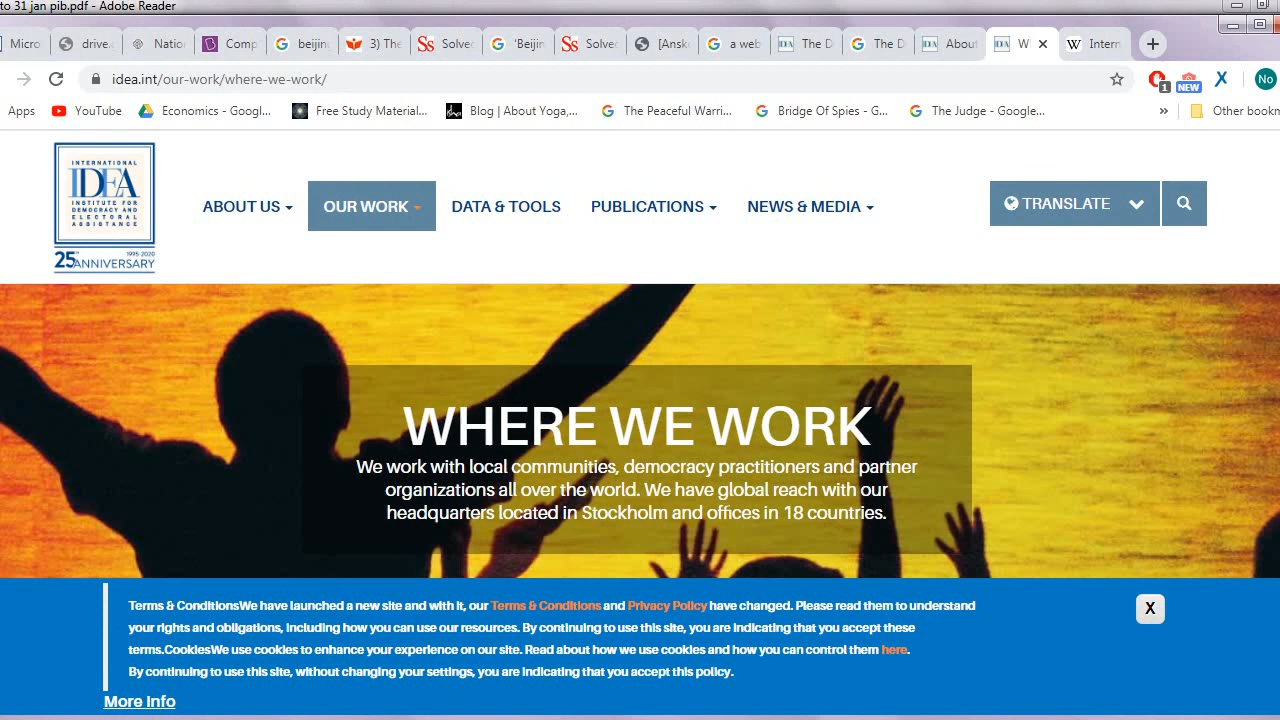 to 31 jan pib.pdf - Adobe Reader
Micro
drive.
Natio
Comp
beijing
3) The
Solve
'Beijin
Solve
[Ansk
a web
The D
The D
About
W
Intern
idea.int/our-work/where-we-work/
1
NEW
No
Apps
YouTube
Economics - Googl...
Free Study Material...
Blog | About Yoga,...
The Peaceful Warri...
Bridge Of Spies - G...
The Judge - Google...
»
Other bookm
INTERNATIONAL
IDEA
INSTITUTE FOR
DEMOCRACY AND
ELECTORAL
ASSISTANCE
1995-2020
25TH ANNIVERSARY
ABOUT US
OUR WORK
DATA & TOOLS
PUBLICATIONS
NEWS & MEDIA
TRANSLATE
WHERE WE WORK
We work with local communities, democracy practitioners and partner
organizations all over the world. We have global reach with our
headquarters located in Stockholm and offices in 18 countries.
Terms & ConditionsWe have launched a new site and with it, our Terms & Conditions and Privacy Policy have changed. Please read them to understand
your rights and obligations, including how you can use our resources. By continuing to use this site, you are indicating that you accept these
terms.CookiesWe use cookies to enhance your experience on our site. Read about how we use cookies and how you can control them here.
By continuing to use this site, without changing your settings, you are indicating that you accept this policy.
X
More Info